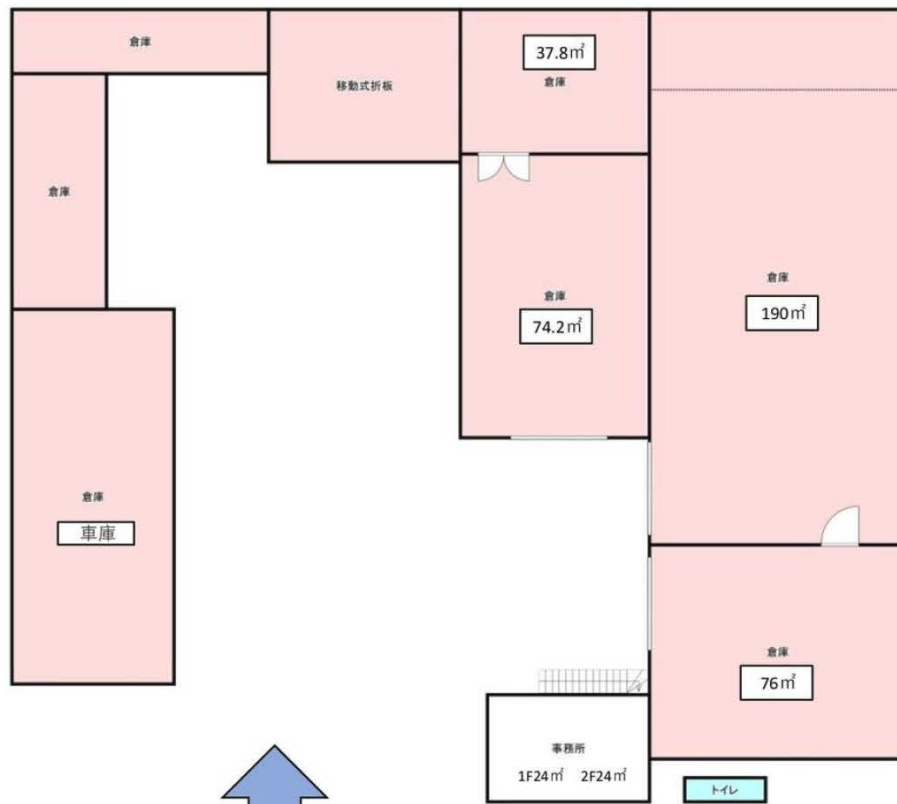 倉庫
移動式折板
37.8㎡
倉庫
倉庫
倉庫
74.2㎡
倉庫
190㎡
倉庫
車庫
倉庫
76㎡
事務所
1F24㎡ 2F24㎡
トイレ